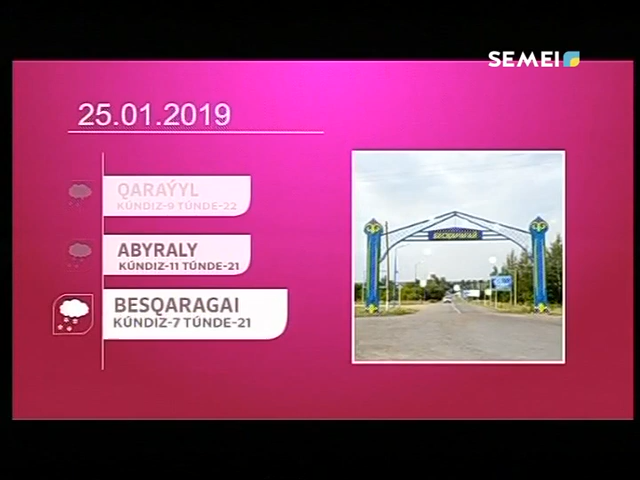 SEMEI
25.01.2019
QARAÝYL
KÚNDIZ-9 TÚNDE-22
ABYRALY
KÚNDIZ-11 TÚNDE-21
BESQARAGAI
KÚNDIZ-7 TÚNDE-21